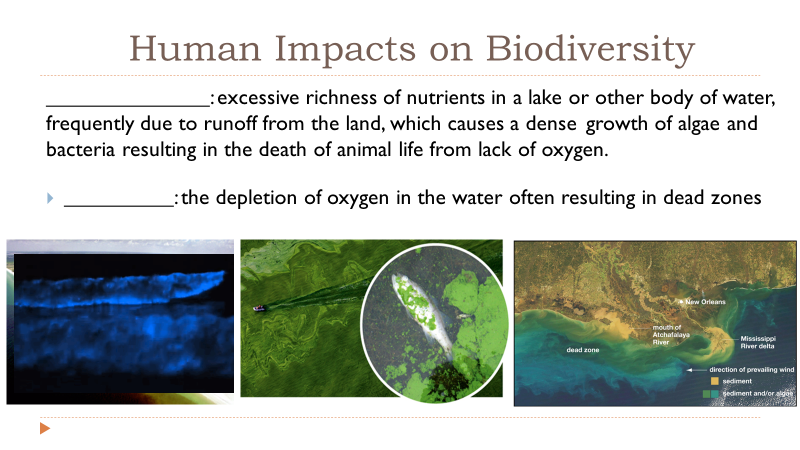 Human Impacts on Biodiversity
_______________: excessive richness of nutrients in a lake or other body of water,
frequently due to runoff from the land, which causes a dense growth of algae and
bacteria resulting in the death of animal life from lack of oxygen.
__________: the depletion of oxygen in the water often resulting in dead zones
New Orleans
mouth of
Atchafalaya
River
Mississippi
River delta
dead zone
direction of prevailing wind
sediment
sediment and/or algae